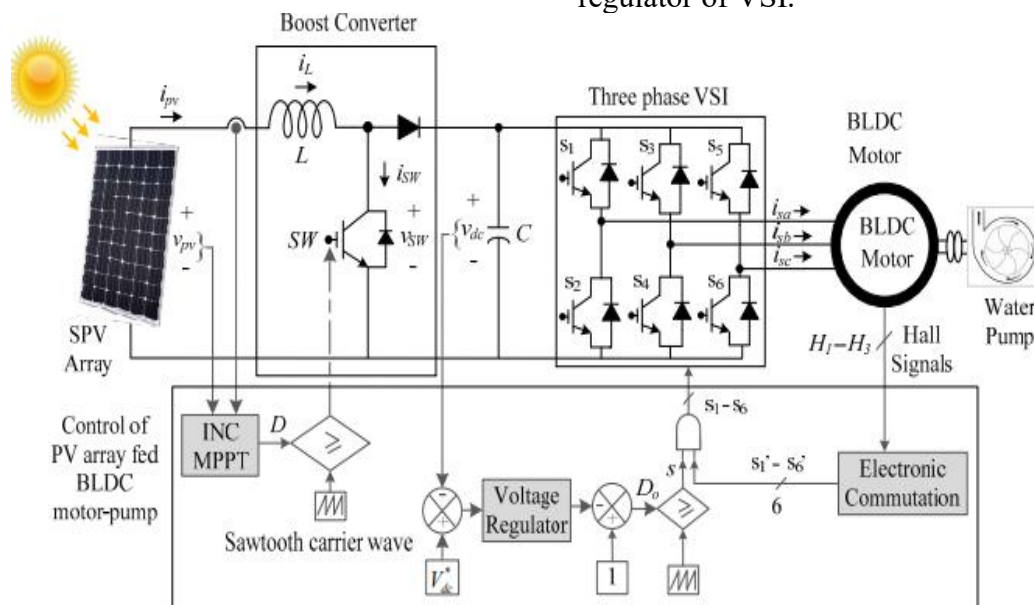 regulator of VSI.
Boost Converter
i_pv
i_L
L
i_SW
SW
+
v_SW
-
+
v_dc
-
C
+
v_pv
-
SPV
Array
Three phase VSI
s1
s3
s5
s2
s4
s6
i_sa
i_sb
i_sc
BLDC
Motor
BLDC
Motor
Water
Pump
H1–H3
Hall
Signals
Control of
PV array fed
BLDC
motor-pump
INC
MPPT
D
≥
Sawtooth carrier wave
-
+
V*dc
Voltage
Regulator
-
+
1
Do
s
≥
s1–s6
s1'- s6'
6
Electronic
Commutation